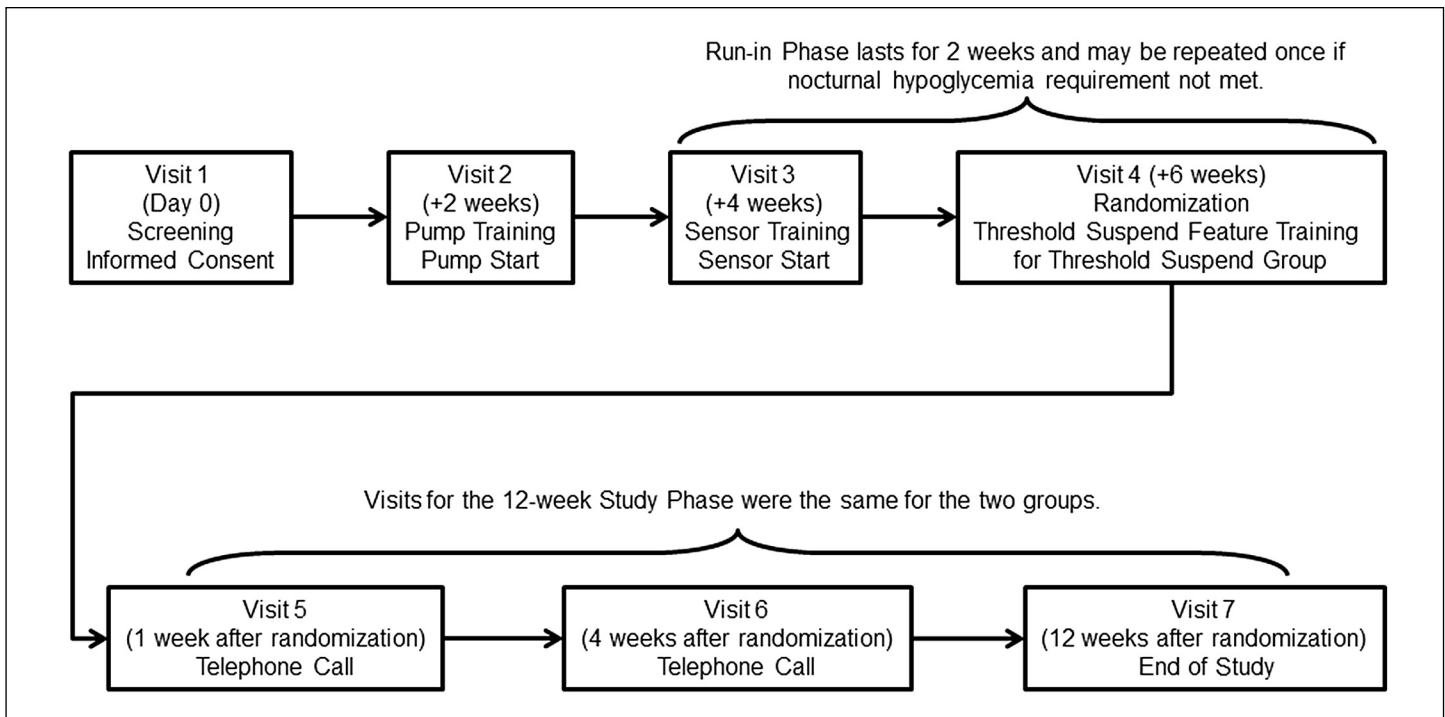 Run-in Phase lasts for 2 weeks and may be repeated once if
nocturnal hypoglycemia requirement not met.
Visit 1
(Day 0)
Screening
Informed Consent
Visit 2
(+2 weeks)
Pump Training
Pump Start
Visit 3
(+4 weeks)
Sensor Training
Sensor Start
Visit 4 (+6 weeks)
Randomization
Threshold Suspend Feature Training
for Threshold Suspend Group
Visits for the 12-week Study Phase were the same for the two groups.
Visit 5
(1 week after randomization)
Telephone Call
Visit 6
(4 weeks after randomization)
Telephone Call
Visit 7
(12 weeks after randomization)
End of Study